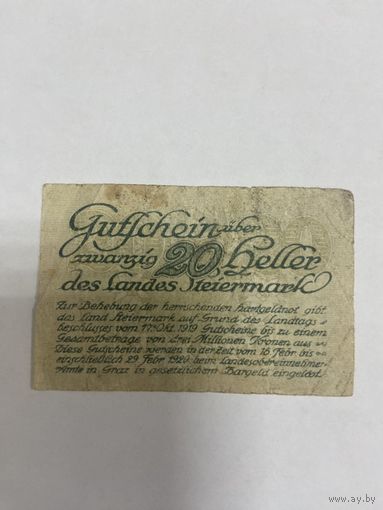 Gutschein über
zwanzig 20 Heller
des Landes Steiermark
Zur Behebung der herrschenden Hartgeldnot gibt
das Land Steiermark auf Grund des Landtags-
beschlusses vom 17. Okt. 1919 Gutscheine bis zu einem
Gesamtbetrage von drei Millionen Kronen aus.
Diese Gutscheine werden in der Zeit vom 16. Febr. bis
einschließlich 29. Febr. 1920 beim Landesobereinnehmer-
Amte in Graz in gesetzlichem Bargeld eingelöst.
www.ay.by